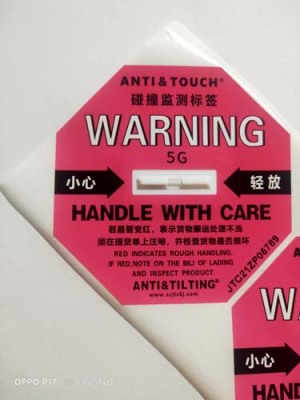 ANTI&TOUCH®
碰撞监测标签
WARNING
5G
小心
轻放
HANDLE WITH CARE
若晶管变红，表示货物搬运处理不当
须在提货单上注明，并检查货物是否损坏
RED INDICATES ROUGH HANDLING.
IF RED,NOTE ON THE BILI OF LADING
AND INSPECT PRODUCT.
ANTI&TILTING®
JTC21ZP05789
WARN
小心
HANDLE
OPPO R17